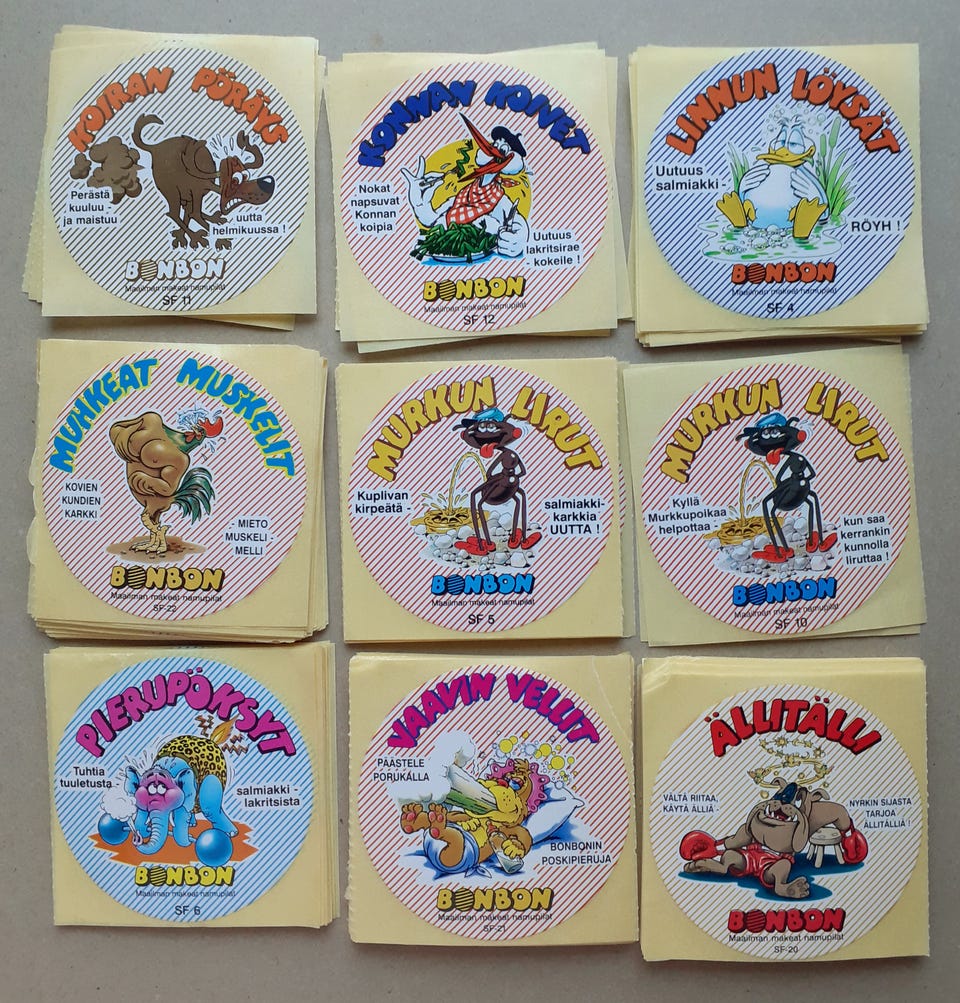 KOIRAN PÖRÄYS
Perästä
kuuluu -
ja maistuu
- uutta
helmikuussa !
BONBON
Maailman makeat namupilat
SF 11
KONNAN KOIVET
Nokat
napsuvat
Konnan
koipia
Uutuus
lakritsirae
- kokeile !
BONBON
Maailman makeat namupilat
SF 12
LINNUN LÖYSÄT
Uutuus
salmiakki -
RÖYH !
BONBON
Maailman makeat namupilat
SF 4
MUHKEAT MUSKELIT
KOVIEN
KUNDIEN
KARKKI
- MIETO
MUSKELI -
MELLI
BONBON
Maailman makeat namupilat
SF-22
MURKUN LIRUT
Kuplivan
kirpeätä -
salmiakki-
karkkia
UUTTA !
BONBON
Maailman makeat namupilat
SF 5
MURKUN LIRUT
Kyllä
Murkkupoikaa
helpottaa -
kun saa
kerrankin
kunnolla
liruttaa !
BONBON
Maailman makeat namupilat
SF 10
PIERUPÖKSYT
Tuhtia
tuuletusta -
salmiakki -
lakritsista
BONBON
Maailman makeat namupilat
SF 6
VAAVIN VELLIT
PÄÄSTELE
PORUKALLA
BONBONIN
POSKIPIERUJA
BONBON
Maailman makeat namupilat
SF-21
ÄLLITÄLLI
VÄLTÄ RIITAA,
KÄYTÄ ÄLLIÄ -
- NYRKIN SIJASTA
TARJOA
ÄLLITÄLLIÄ !
BONBON
Maailman makeat namupilat
SF-20